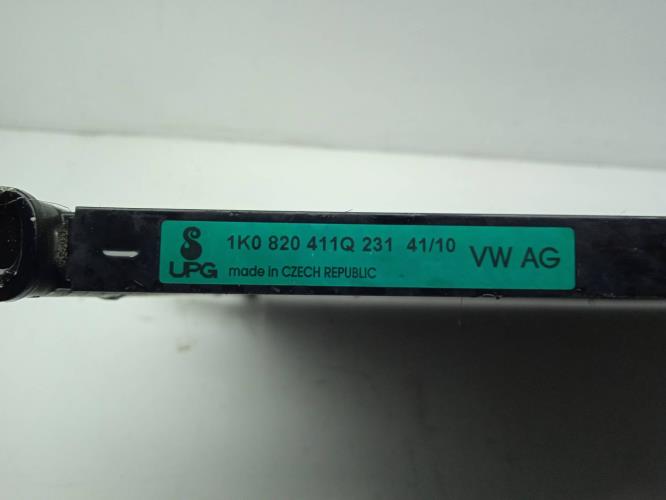 1K0 820 411Q 231 41/10
VW AG
UPG
made in CZECH REPUBLIC